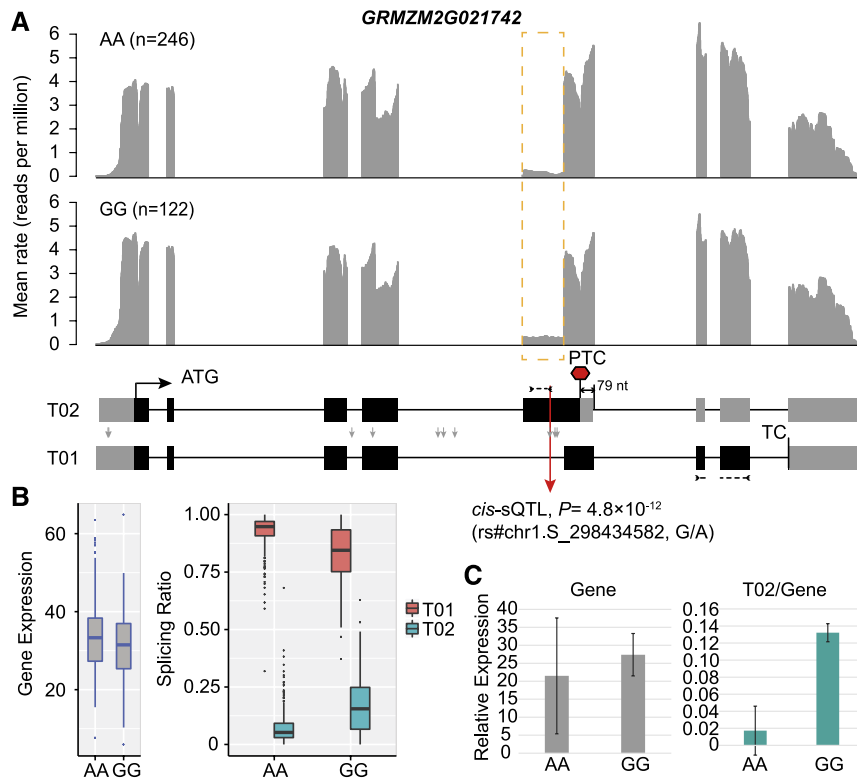 A
GRMZM2G021742
AA (n=246)
6
5
4
3
2
1
0
GG (n=122)
6
5
4
3
2
1
0
Mean rate (reads per million)
PTC
79 nt
ATG
T02
TC
T01
cis-sQTL, P= 4.8×10⁻¹²
(rs#chr1.S_298434582, G/A)
B
Gene Expression
60
40
20
AA GG
Splicing Ratio
1.00
0.75
0.50
0.25
0
AA GG
T01
T02
C
Gene
Relative Expression
40
35
30
25
20
15
10
5
0
AA GG
T02/Gene
0.16
0.14
0.12
0.10
0.08
0.06
0.04
0.02
0
AA GG